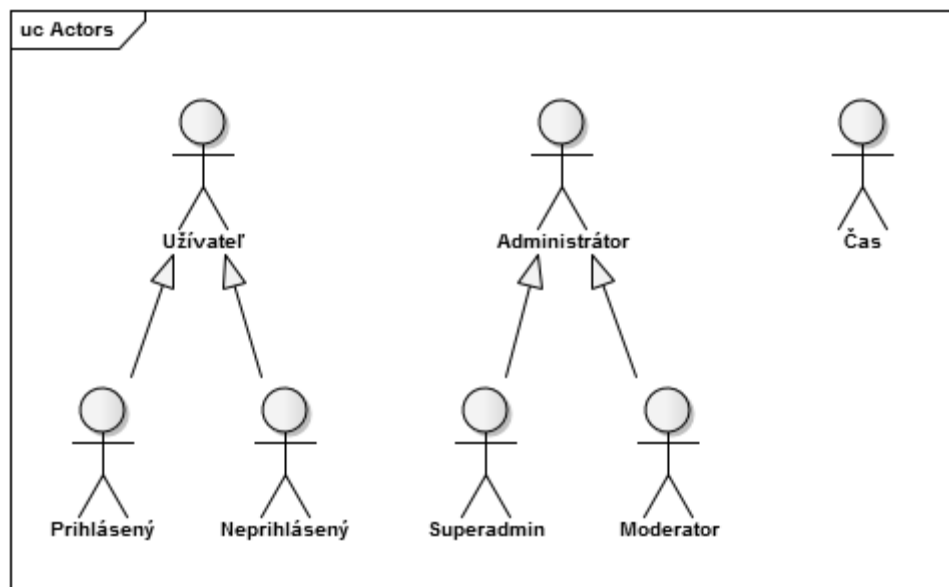 uc Actors
Užívateľ
Administrátor
Čas
Prihlásený
Neprihlásený
Superadmin
Moderator